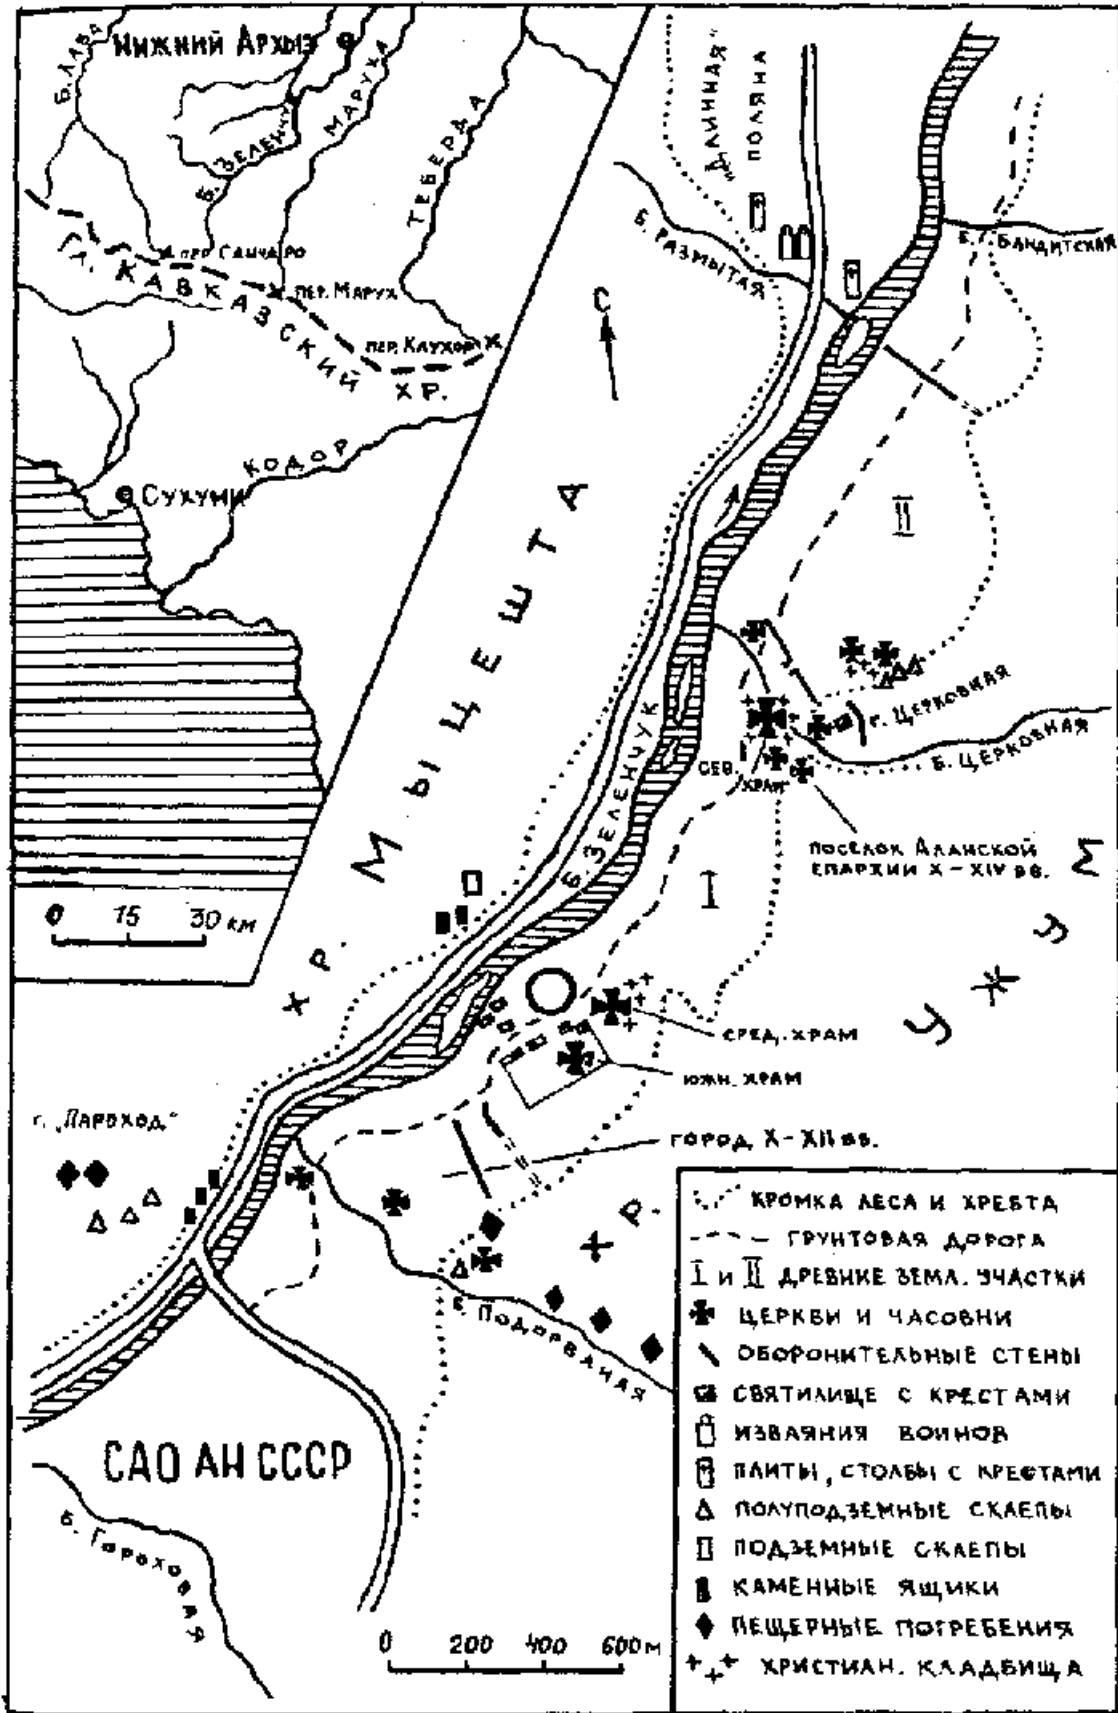 Нижний Архыз
Б. Лаба
Б. Зеленчук
Маруха
Теберда
пер. Санчаро
Гл. Кавказский хр.
пер. Марух
пер. Клухор
Кодор
Сухуми
0 15 30 км
"Длинная"
поляна
Б. Размытая
Б. г. Бандитская
С
хр. Мыцешта
II
г. Церковная
Б. Церковная
Сев.
храм
Б. Зеленчук
поселок Аланской
епархии X–XIV вв.
I
хр. Ужум
сред. храм
южн. храм
город X–XII вв.
г. „Пароход"
Б. Подорваная
САО АН СССР
Б. Гороховая
0 200 400 600 м
кромка леса и хребта
грунтовая дорога
I и II древние земл. участки
церкви и часовни
оборонительные стены
святилище с крестами
изваяния воинов
плиты, столбы с крестами
полуподземные склепы
подземные склепы
каменные ящики
пещерные погребения
христиан. кладбища